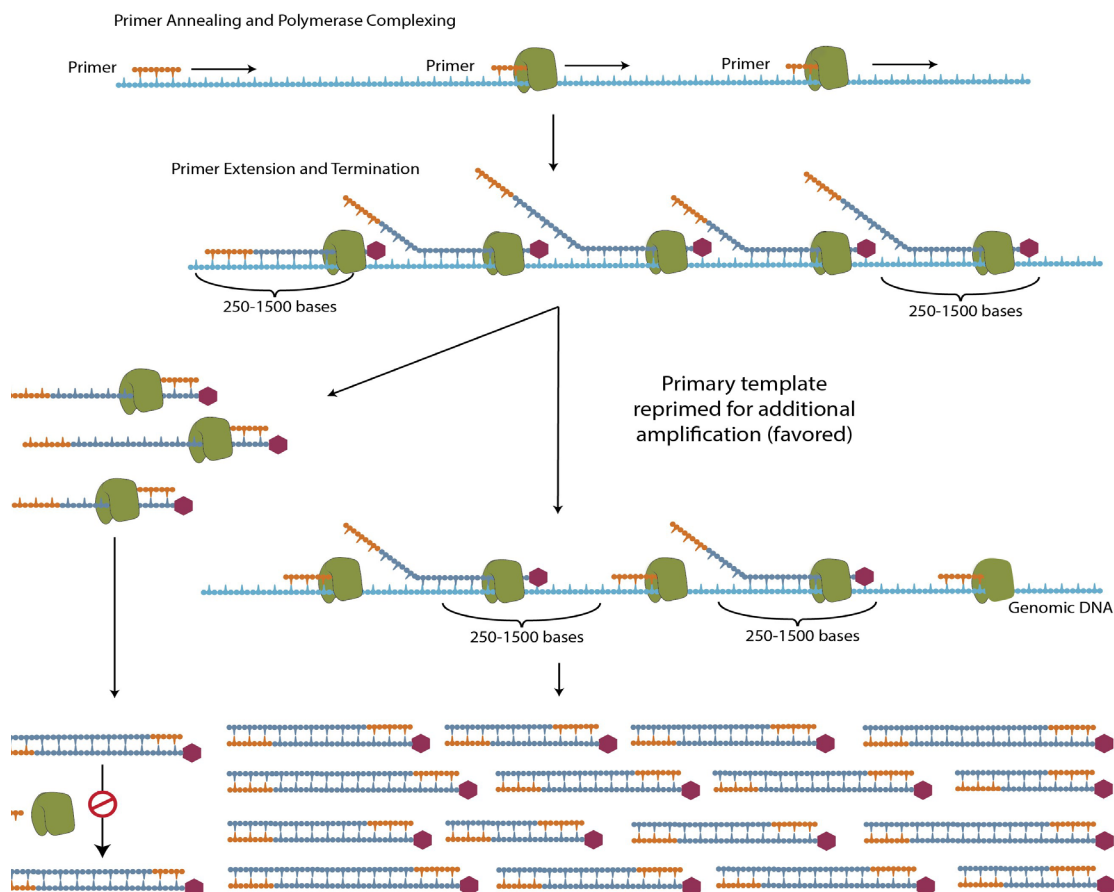 Primer Annealing and Polymerase Complexing
Primer
Primer
Primer
Primer Extension and Termination
250-1500 bases
250-1500 bases
Primary template
reprimed for additional
amplification (favored)
Genomic DNA
250-1500 bases
250-1500 bases